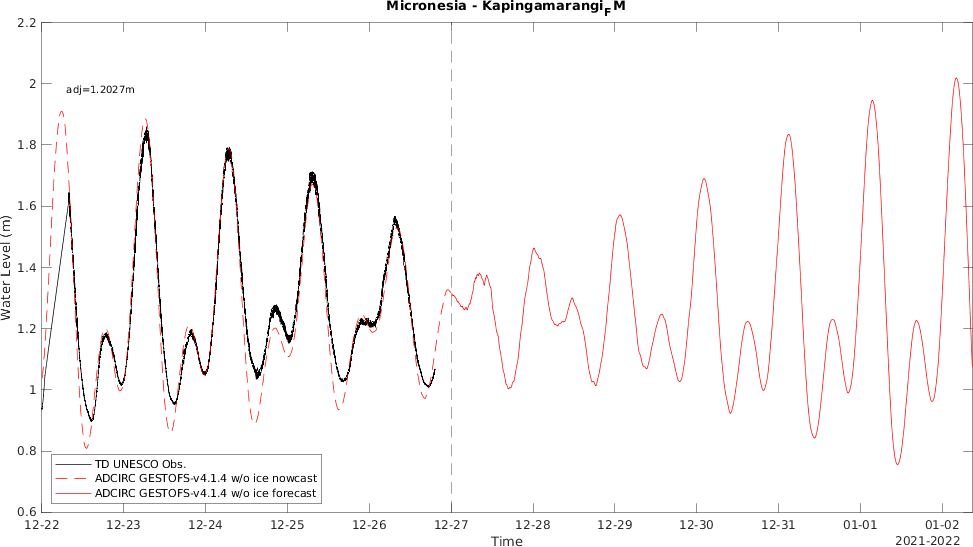 Micronesia - Kapingamarangi_FM
2.2
2
1.8
1.6
1.4
1.2
1
0.8
0.6
Water Level (m)
adj=1.2027m
TD UNESCO Obs.
ADCIRC GESTOFS-v4.1.4 w/o ice nowcast
ADCIRC GESTOFS-v4.1.4 w/o ice forecast
12-22 12-23 12-24 12-25 12-26 12-27 12-28 12-29 12-30 12-31 01-01 01-02
Time
2021-2022